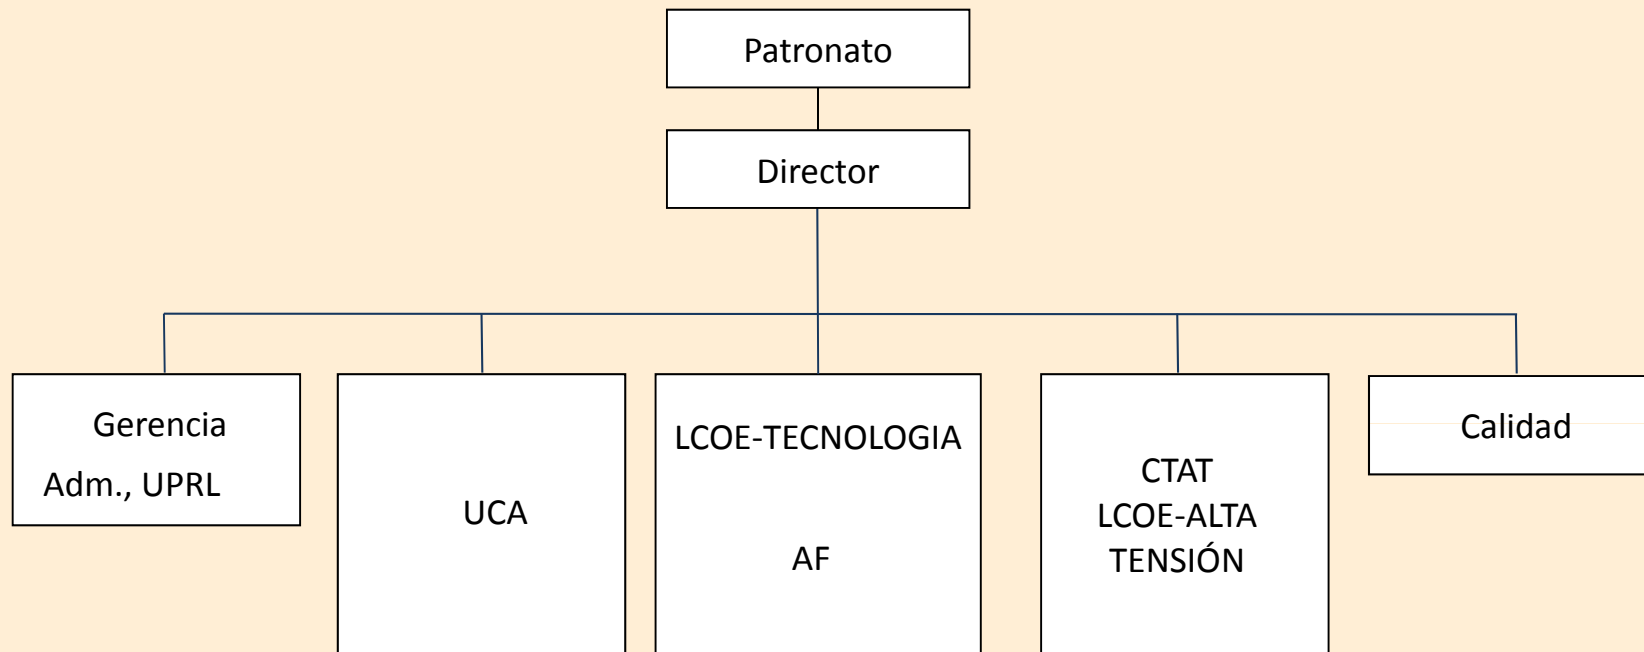 Patronato
Director
Gerencia
Adm., UPRL
UCA
LCOE-TECNOLOGIA
AF
CTAT
LCOE-ALTA
TENSIÓN
Calidad